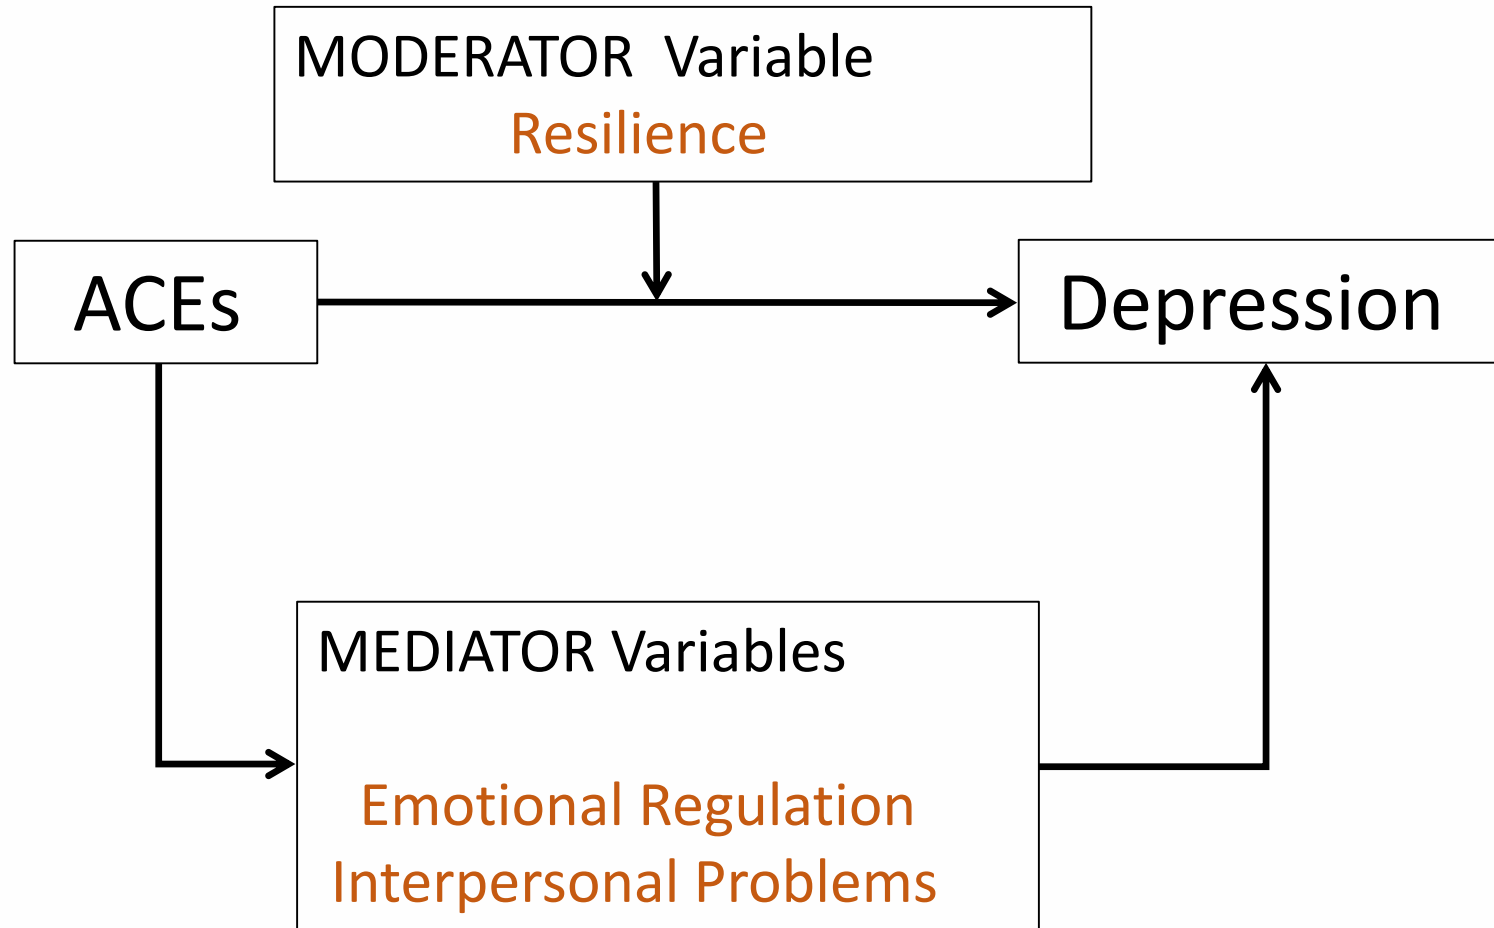 MODERATOR  Variable
Resilience
ACEs
Depression
MEDIATOR Variables
Emotional Regulation
Interpersonal Problems